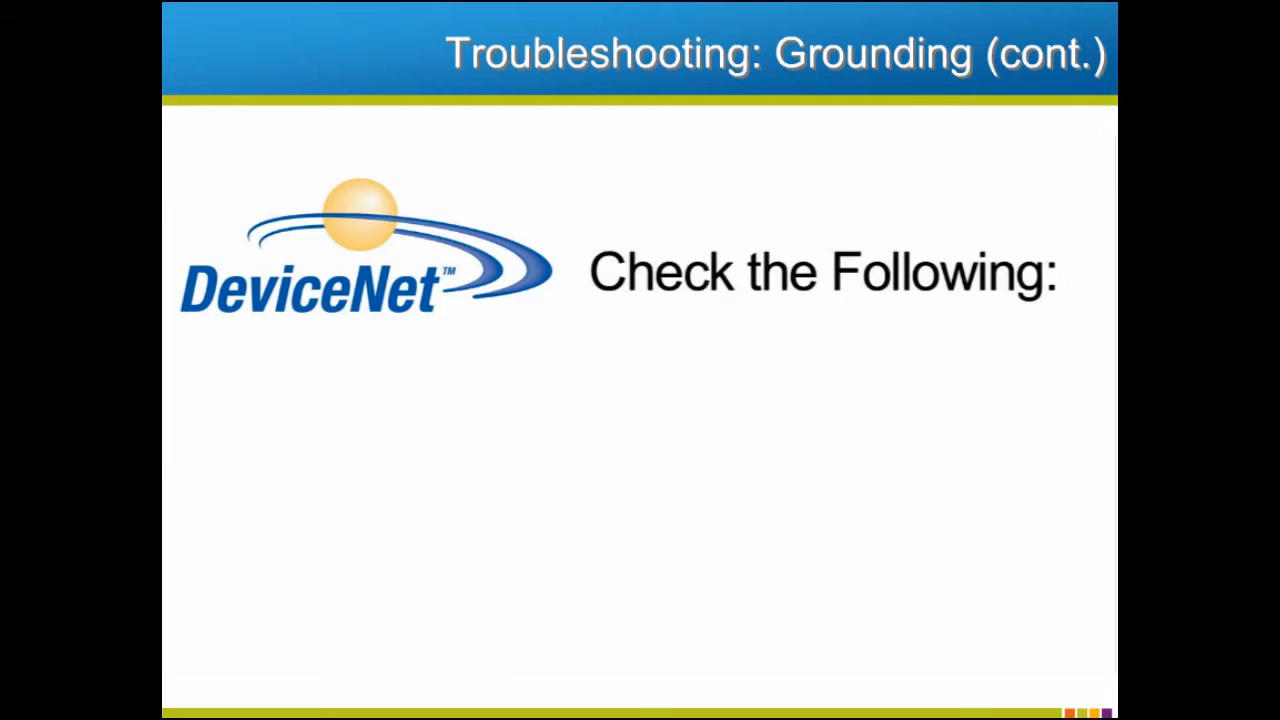 Troubleshooting: Grounding (cont.)
DeviceNet™
Check the Following: